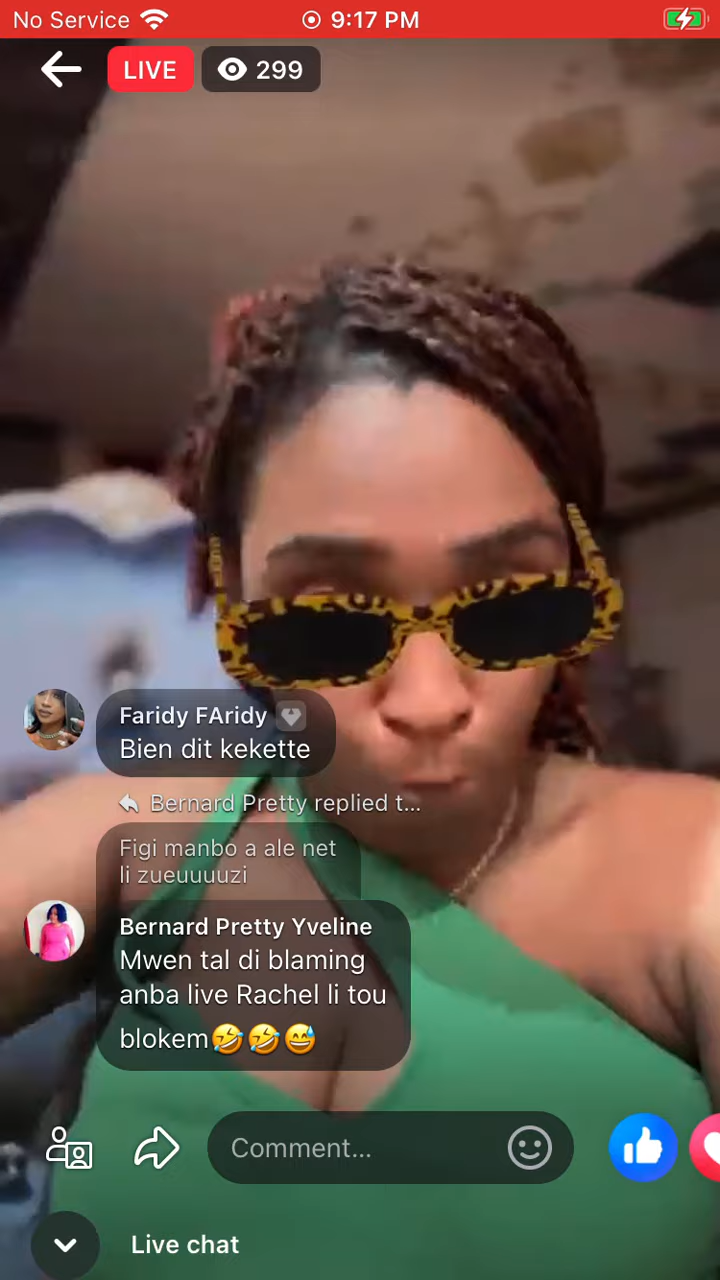 No Service 9:17 PM
LIVE 299
Faridy FAridy
Bien dit kekette
Bernard Pretty replied t...
Figi manbo a ale net
li zueuuuuzi
Bernard Pretty Yveline
Mwen tal di blaming
anba live Rachel li tou
blokem🤣🤣😅
Comment...
Live chat